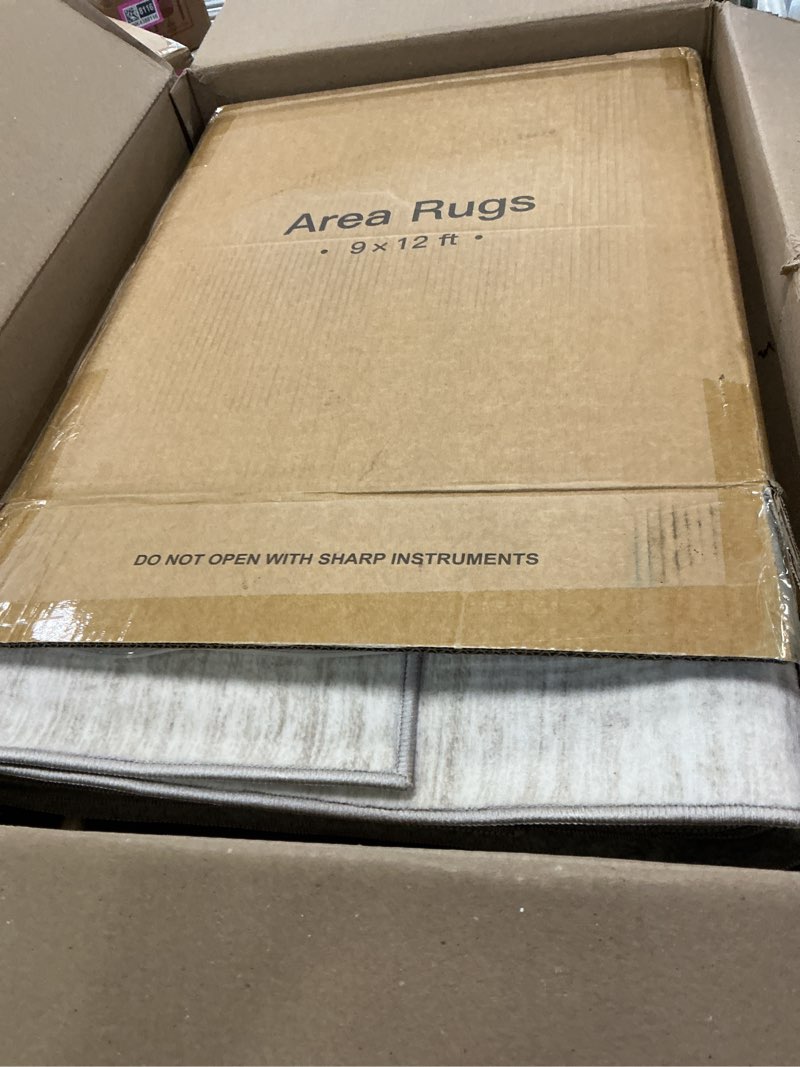 Area Rugs
• 9 x 12 ft •
DO NOT OPEN WITH SHARP INSTRUMENTS